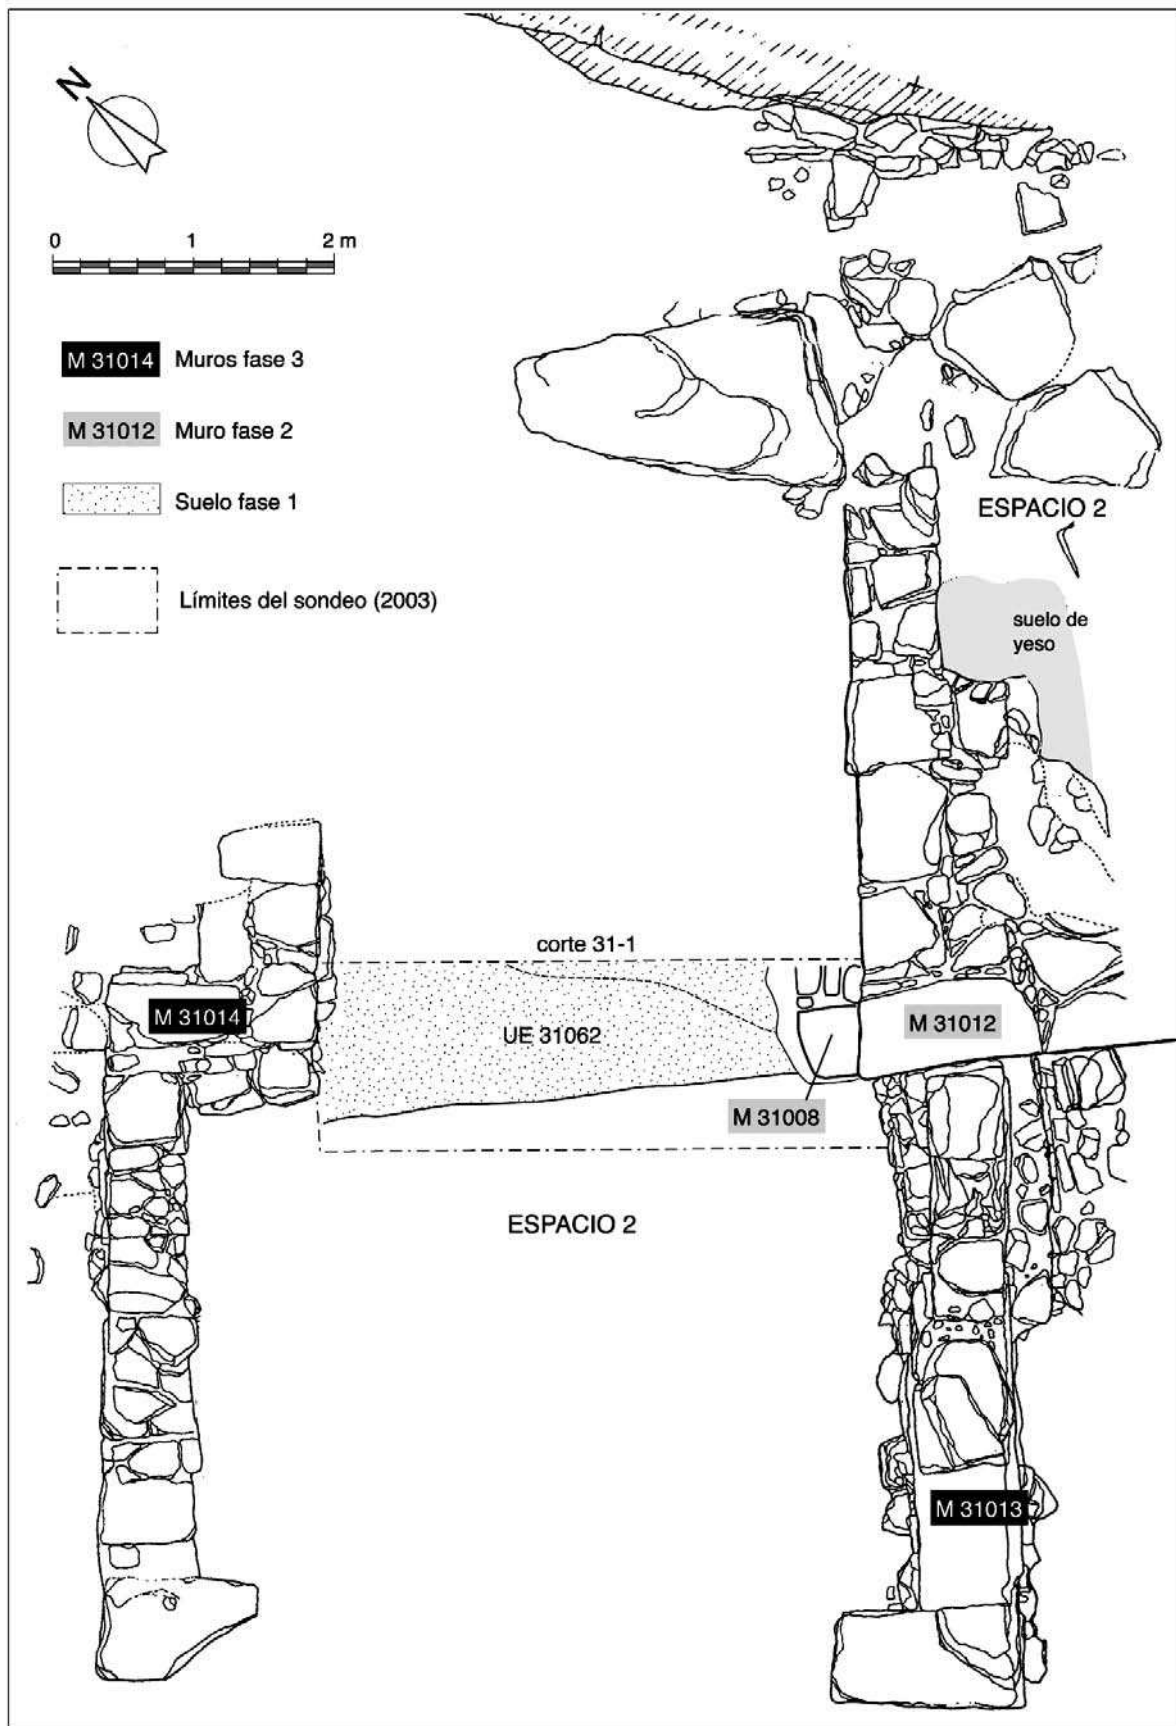 N
0 1 2 m
M 31014 Muros fase 3
M 31012 Muro fase 2
Suelo fase 1
Límites del sondeo (2003)
ESPACIO 2
suelo de
yeso
corte 31-1
M 31014
UE 31062
M 31012
M 31008
ESPACIO 2
M 31013